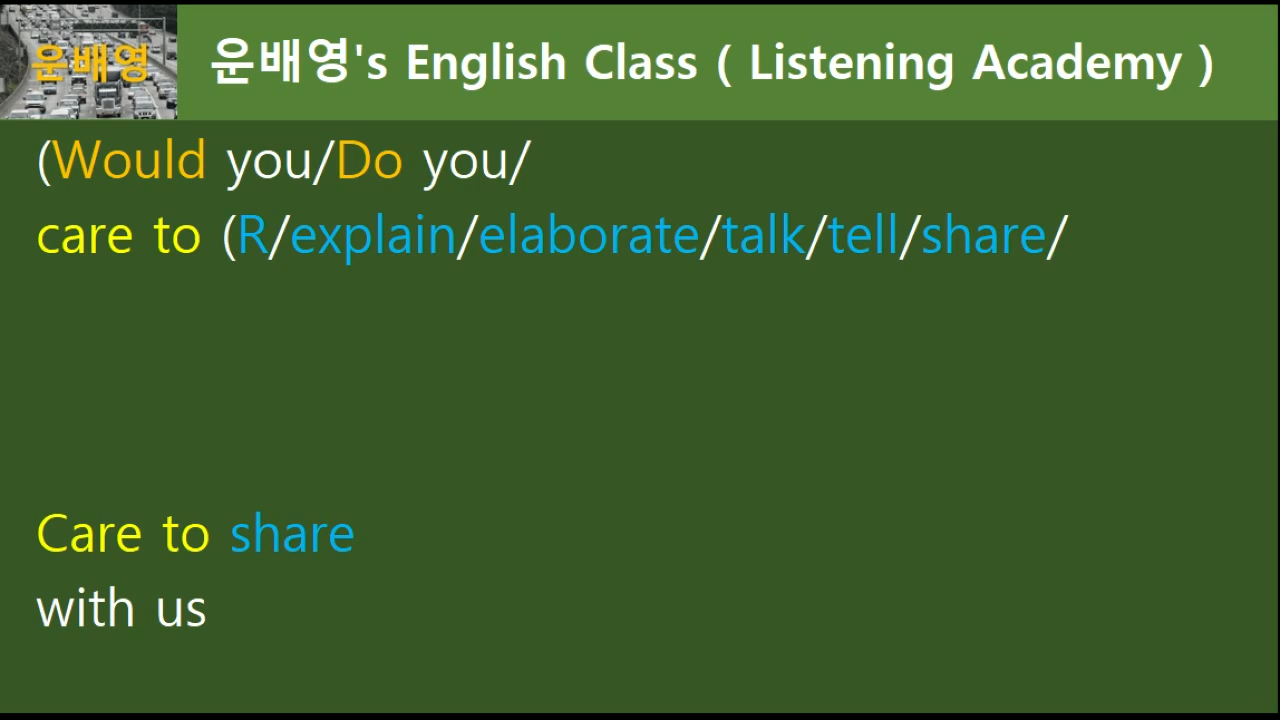 운배영
운배영's English Class ( Listening Academy )
(Would you/Do you/
care to (R/explain/elaborate/talk/tell/share/
Care to share
with us